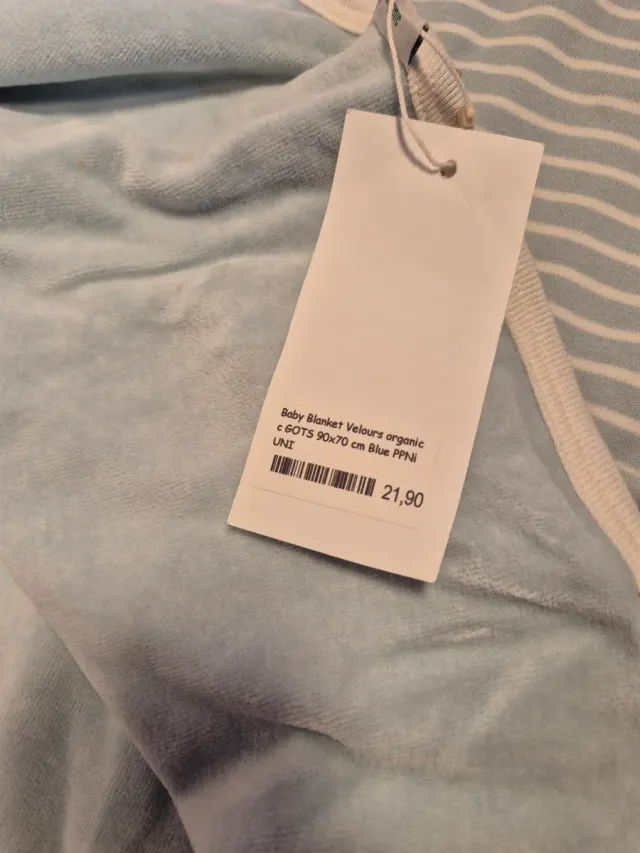 Baby Blanket Velours organic
c GOTS 90x70 cm Blue PPNi
UNI
21,90